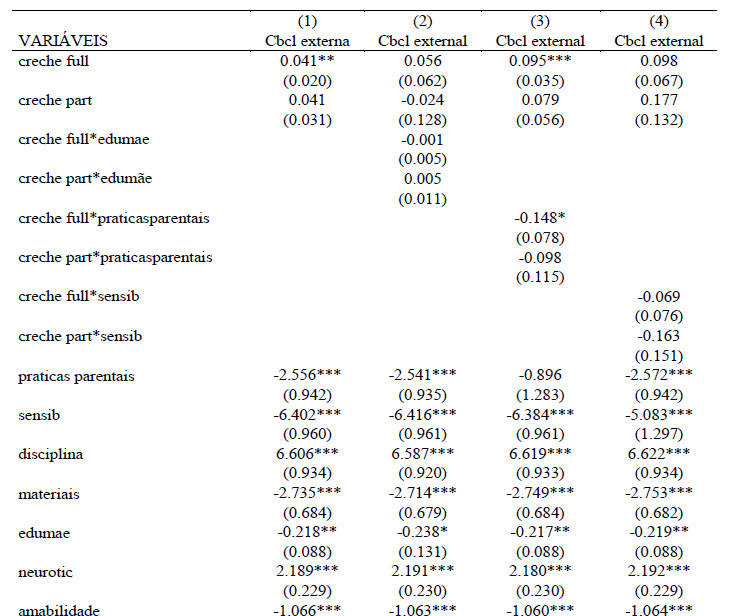 (1) (2) (3) (4)
VARIÁVEIS Cbcl externa Cbcl external Cbcl external Cbcl external
creche full 0.041** 0.056 0.095*** 0.098
(0.020) (0.062) (0.035) (0.067)
creche part 0.041 -0.024 0.079 0.177
(0.031) (0.128) (0.056) (0.132)
creche full*edumae -0.001
(0.005)
creche part*edumãe 0.005
(0.011)
creche full*praticasparentais -0.148*
(0.078)
creche part*praticasparentais -0.098
(0.115)
creche full*sensib -0.069
(0.076)
creche part*sensib -0.163
(0.151)
praticas parentais -2.556*** -2.541*** -0.896 -2.572***
(0.942) (0.935) (1.283) (0.942)
sensib -6.402*** -6.416*** -6.384*** -5.083***
(0.960) (0.961) (0.961) (1.297)
disciplina 6.606*** 6.587*** 6.619*** 6.622***
(0.934) (0.920) (0.933) (0.934)
materiais -2.735*** -2.714*** -2.749*** -2.753***
(0.684) (0.679) (0.684) (0.682)
edumae -0.218** -0.238* -0.217** -0.219**
(0.088) (0.131) (0.088) (0.088)
neurotic 2.189*** 2.191*** 2.180*** 2.192***
(0.229) (0.230) (0.230) (0.229)
amabilidade -1.066*** -1.063*** -1.060*** -1.064***